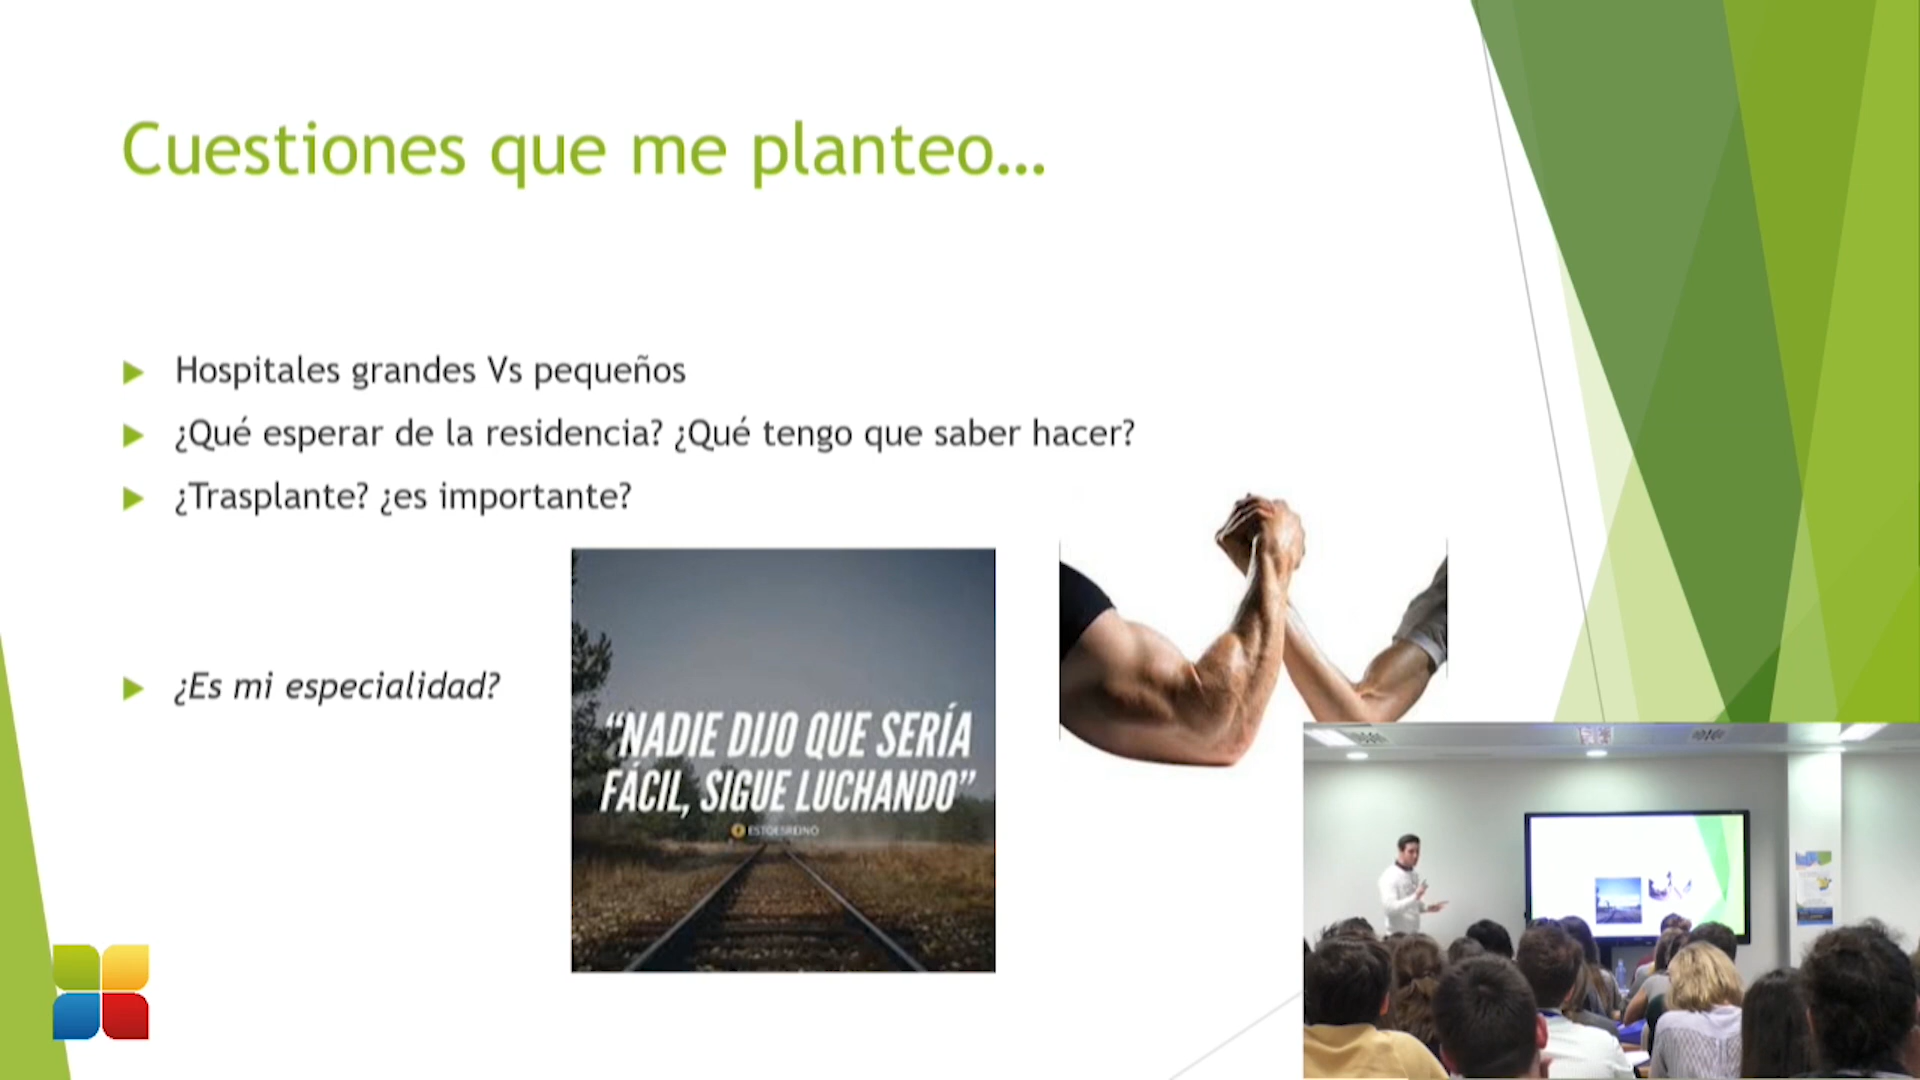 Cuestiones que me planteo...
Hospitales grandes Vs pequeños
¿Qué esperar de la residencia? ¿Qué tengo que saber hacer?
¿Trasplante? ¿es importante?
¿Es mi especialidad?
“NADIE DIJO QUE SERÍA
FÁCIL, SIGUE LUCHANDO”
ESTOESREINO